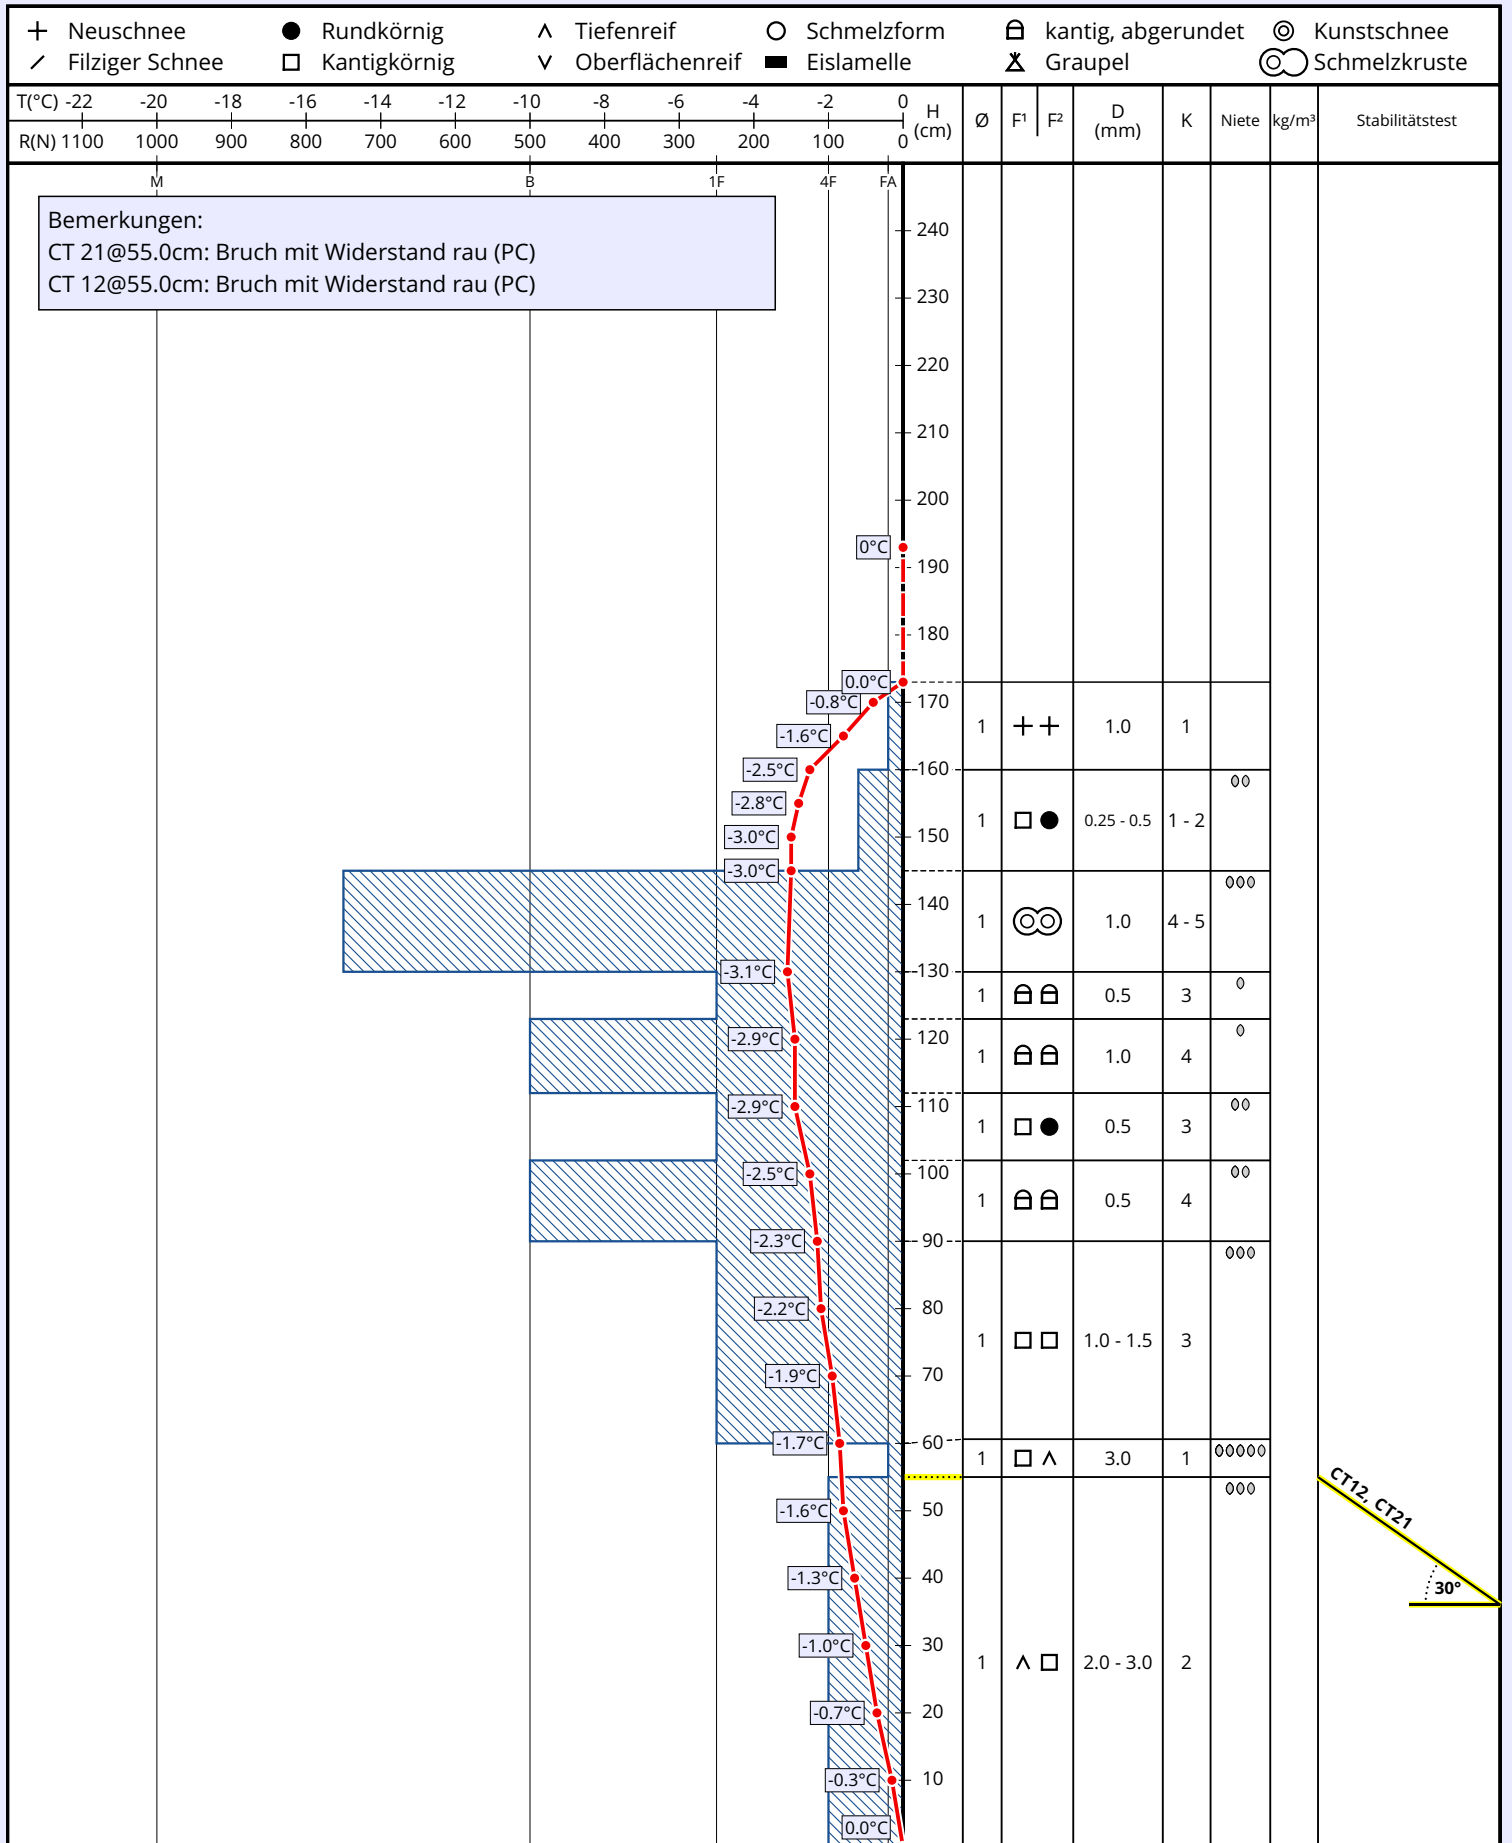 Neuschnee Rundkörnig Tiefenreif Schmelzform kantig, abgerundet Kunstschnee
Filziger Schnee Kantigkörnig Oberflächenreif Eislamelle Graupel Schmelzkruste
T(°C) -22 -20 -18 -16 -14 -12 -10 -8 -6 -4 -2 0
R(N) 1100 1000 900 800 700 600 500 400 300 200 100 0
H (cm) Ø F¹ F² D (mm) K Niete kg/m³ Stabilitätstest
M B 1F 4F FA
Bemerkungen:
CT 21@55.0cm: Bruch mit Widerstand rau (PC)
CT 12@55.0cm: Bruch mit Widerstand rau (PC)
240
230
220
210
200
0°C
190
180
0.0°C
-0.8°C 170
1 1.0 1
-1.6°C
-2.5°C 160
-2.8°C
1 0.25 - 0.5 1 - 2
-3.0°C 150
-3.0°C
140
1 1.0 4 - 5
-3.1°C 130
1 0.5 3
-2.9°C 120
1 1.0 4
-2.9°C 110
1 0.5 3
-2.5°C 100
1 0.5 4
-2.3°C 90
-2.2°C 80
1 1.0 - 1.5 3
-1.9°C 70
-1.7°C 60
1 3.0 1
CT12, CT21
-1.6°C 50
-1.3°C 40
30°
-1.0°C 30
1 2.0 - 3.0 2
-0.7°C 20
-0.3°C 10
0.0°C